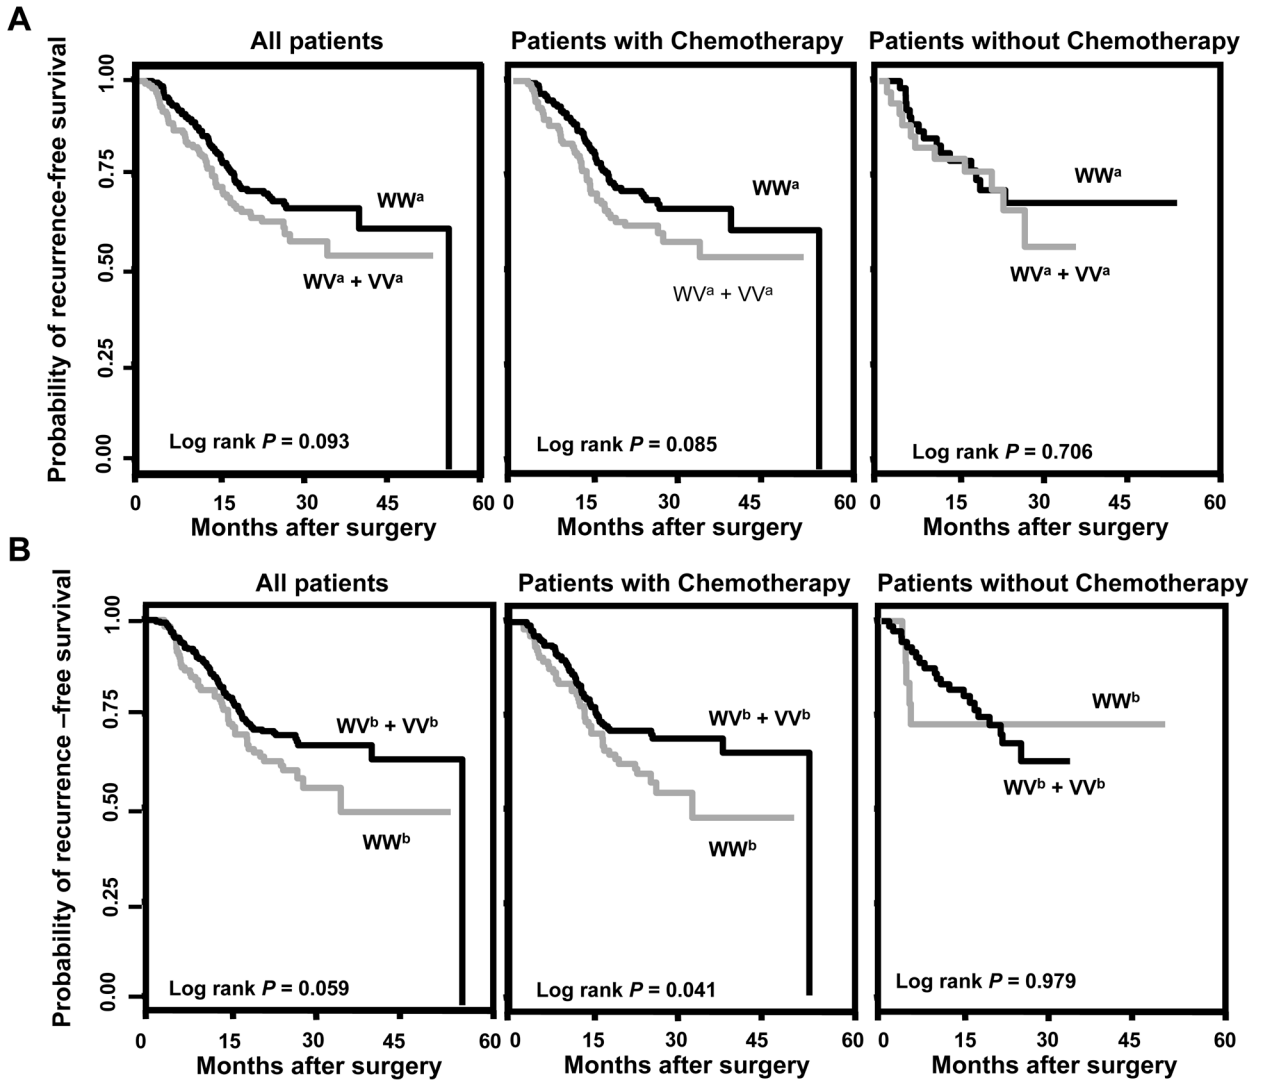 A
All patients
Patients with Chemotherapy
Patients without Chemotherapy
Probability of recurrence-free survival
1.00
0.75
0.50
0.25
0.00
WWᵃ
WVᵃ + VVᵃ
Log rank P = 0.093
WWᵃ
WVᵃ + VVᵃ
Log rank P = 0.085
WWᵃ
WVᵃ + VVᵃ
Log rank P = 0.706
0 15 30 45 60
0 15 30 45 60
0 15 30 45 60
Months after surgery
Months after surgery
Months after surgery
B
All patients
Patients with Chemotherapy
Patients without Chemotherapy
Probability of recurrence –free survival
1.00
0.75
0.50
0.25
0.00
WVᵇ + VVᵇ
WWᵇ
Log rank P = 0.059
WVᵇ + VVᵇ
WWᵇ
Log rank P = 0.041
WWᵇ
WVᵇ + VVᵇ
Log rank P = 0.979
0 15 30 45 60
0 15 30 45 60
0 15 30 45 60
Months after surgery
Months after surgery
Months after surgery